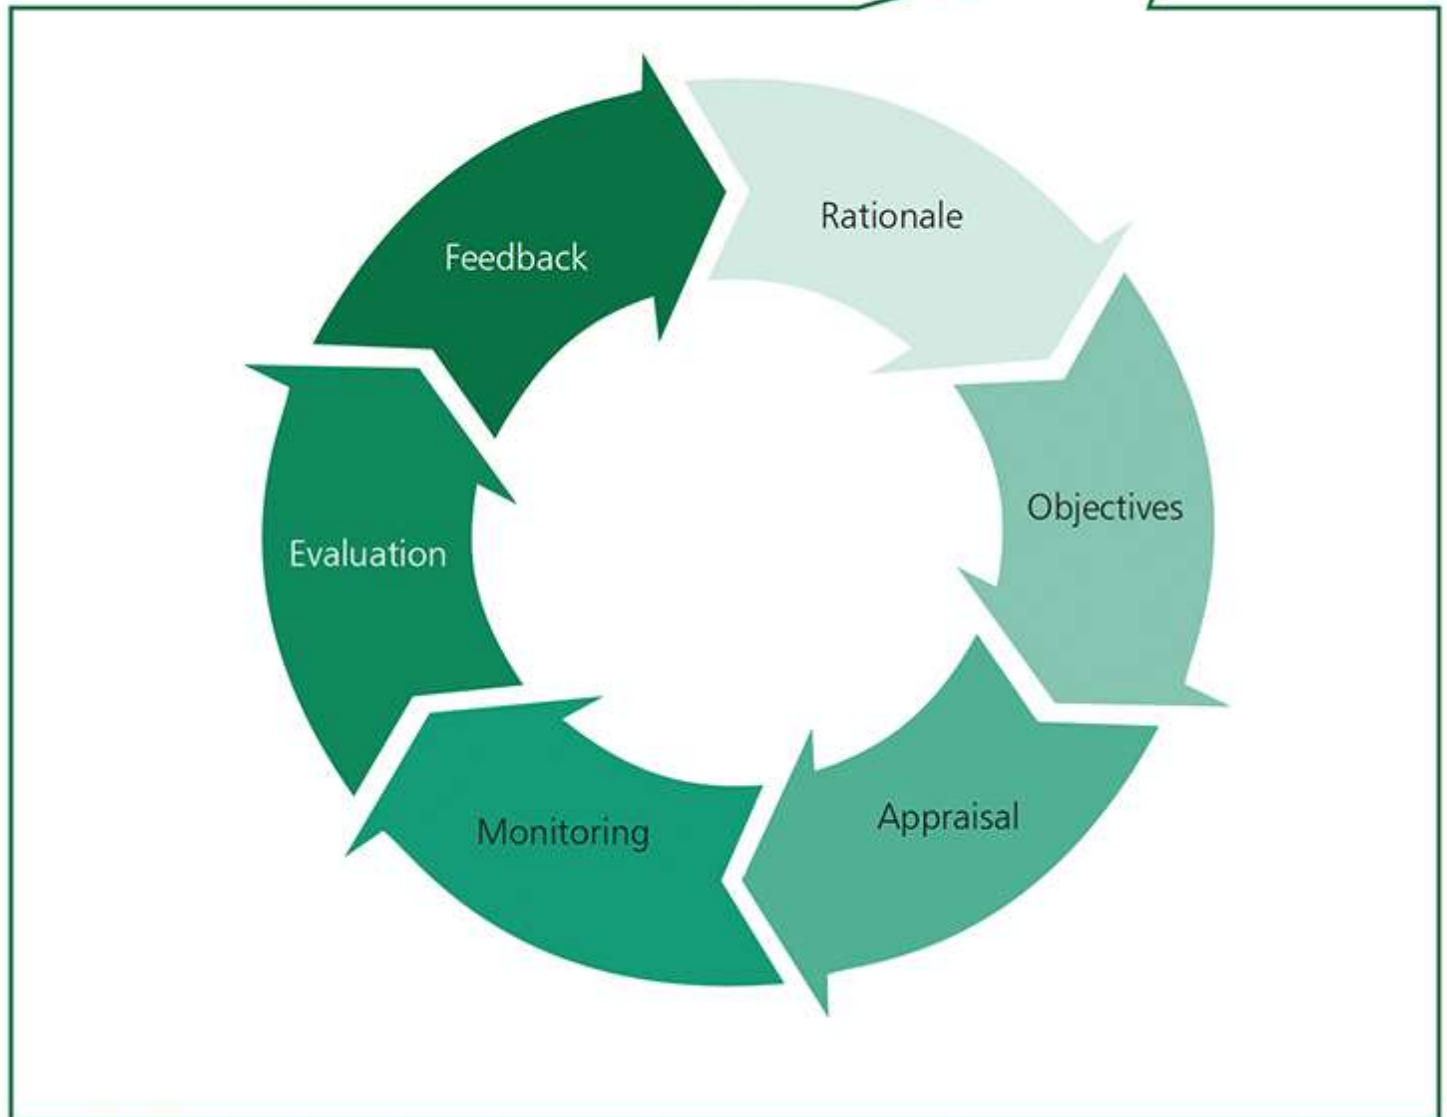 Rationale
Objectives
Appraisal
Monitoring
Evaluation
Feedback